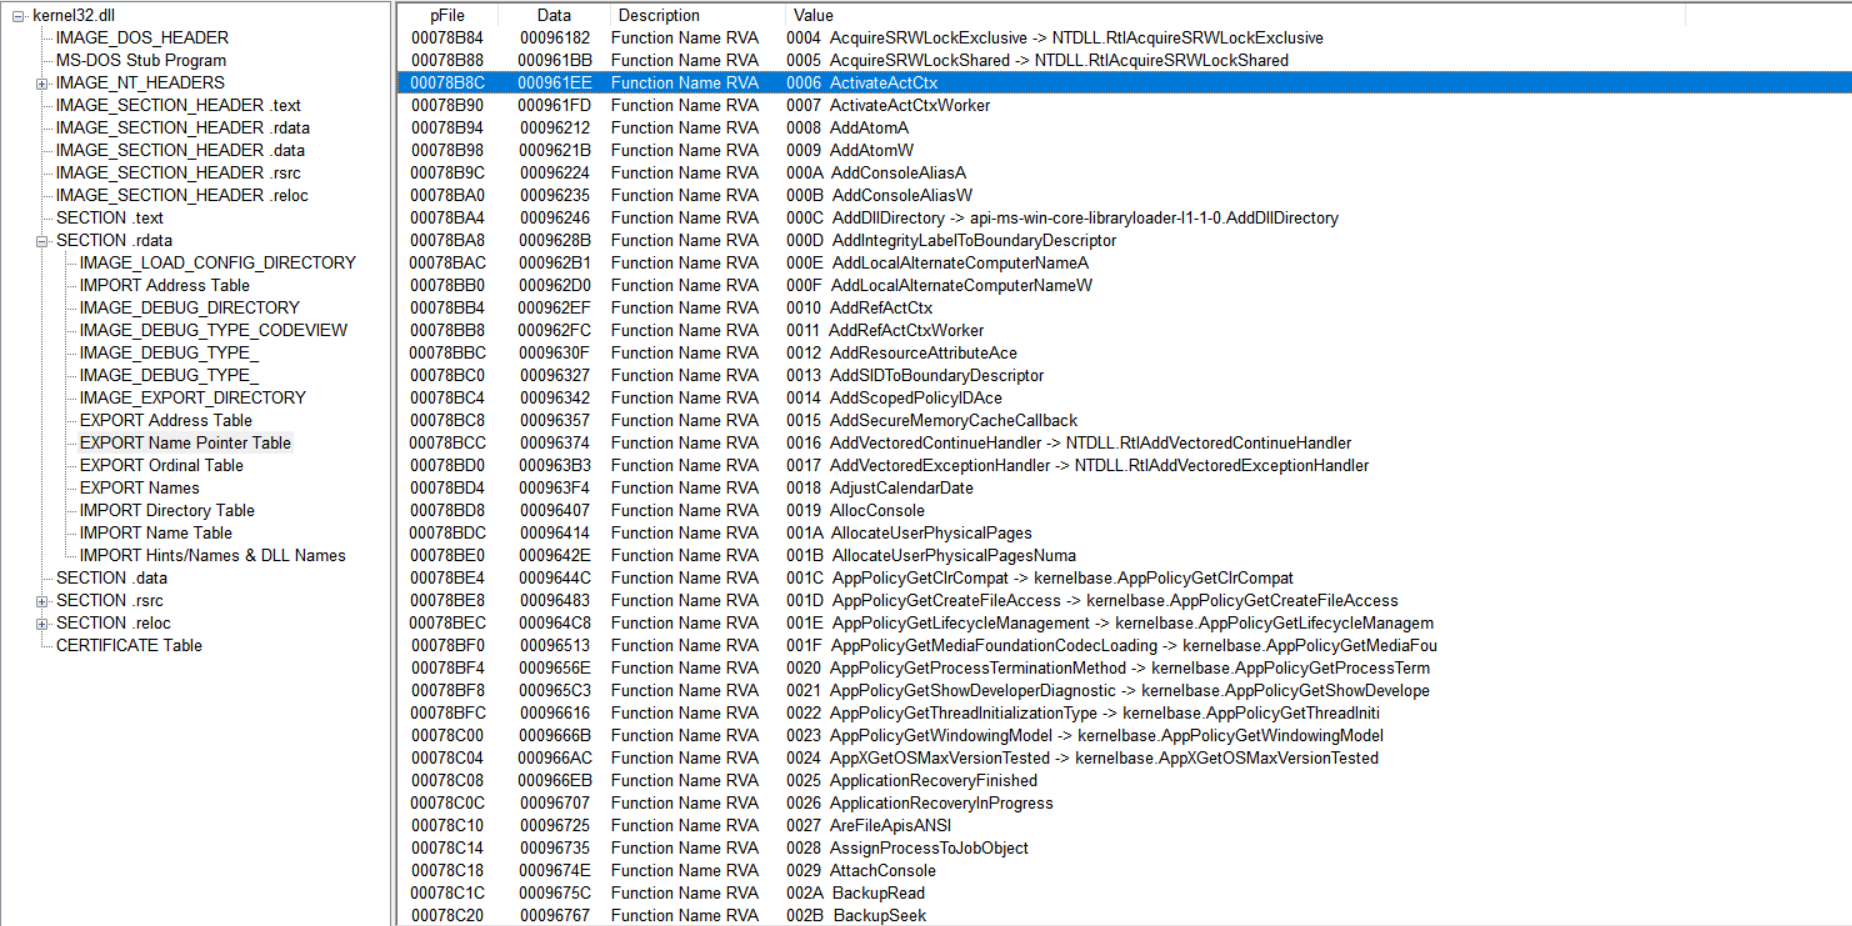 kernel32.dll
IMAGE_DOS_HEADER
MS-DOS Stub Program
IMAGE_NT_HEADERS
IMAGE_SECTION_HEADER .text
IMAGE_SECTION_HEADER .rdata
IMAGE_SECTION_HEADER .data
IMAGE_SECTION_HEADER .rsrc
IMAGE_SECTION_HEADER .reloc
SECTION .text
SECTION .rdata
IMAGE_LOAD_CONFIG_DIRECTORY
IMPORT Address Table
IMAGE_DEBUG_DIRECTORY
IMAGE_DEBUG_TYPE_CODEVIEW
IMAGE_DEBUG_TYPE_
IMAGE_DEBUG_TYPE_
IMAGE_EXPORT_DIRECTORY
EXPORT Address Table
EXPORT Name Pointer Table
EXPORT Ordinal Table
EXPORT Names
IMPORT Directory Table
IMPORT Name Table
IMPORT Hints/Names & DLL Names
SECTION .data
SECTION .rsrc
SECTION .reloc
CERTIFICATE Table
pFile Data Description Value
00078B84 00096182 Function Name RVA 0004 AcquireSRWLockExclusive -> NTDLL.RtlAcquireSRWLockExclusive
00078B88 000961BB Function Name RVA 0005 AcquireSRWLockShared -> NTDLL.RtlAcquireSRWLockShared
00078B8C 000961EE Function Name RVA 0006 ActivateActCtx
00078B90 000961FD Function Name RVA 0007 ActivateActCtxWorker
00078B94 00096212 Function Name RVA 0008 AddAtomA
00078B98 0009621B Function Name RVA 0009 AddAtomW
00078B9C 00096224 Function Name RVA 000A AddConsoleAliasA
00078BA0 00096235 Function Name RVA 000B AddConsoleAliasW
00078BA4 00096246 Function Name RVA 000C AddDllDirectory -> api-ms-win-core-libraryloader-l1-1-0.AddDllDirectory
00078BA8 0009628B Function Name RVA 000D AddIntegrityLabelToBoundaryDescriptor
00078BAC 000962B1 Function Name RVA 000E AddLocalAlternateComputerNameA
00078BB0 000962D0 Function Name RVA 000F AddLocalAlternateComputerNameW
00078BB4 000962EF Function Name RVA 0010 AddRefActCtx
00078BB8 000962FC Function Name RVA 0011 AddRefActCtxWorker
00078BBC 0009630F Function Name RVA 0012 AddResourceAttributeAce
00078BC0 00096327 Function Name RVA 0013 AddSIDToBoundaryDescriptor
00078BC4 00096342 Function Name RVA 0014 AddScopedPolicyIDAce
00078BC8 00096357 Function Name RVA 0015 AddSecureMemoryCacheCallback
00078BCC 00096374 Function Name RVA 0016 AddVectoredContinueHandler -> NTDLL.RtlAddVectoredContinueHandler
00078BD0 000963B3 Function Name RVA 0017 AddVectoredExceptionHandler -> NTDLL.RtlAddVectoredExceptionHandler
00078BD4 000963F4 Function Name RVA 0018 AdjustCalendarDate
00078BD8 00096407 Function Name RVA 0019 AllocConsole
00078BDC 00096414 Function Name RVA 001A AllocateUserPhysicalPages
00078BE0 0009642E Function Name RVA 001B AllocateUserPhysicalPagesNuma
00078BE4 0009644C Function Name RVA 001C AppPolicyGetClrCompat -> kernelbase.AppPolicyGetClrCompat
00078BE8 00096483 Function Name RVA 001D AppPolicyGetCreateFileAccess -> kernelbase.AppPolicyGetCreateFileAccess
00078BEC 000964C8 Function Name RVA 001E AppPolicyGetLifecycleManagement -> kernelbase.AppPolicyGetLifecycleManagem
00078BF0 00096513 Function Name RVA 001F AppPolicyGetMediaFoundationCodecLoading -> kernelbase.AppPolicyGetMediaFou
00078BF4 0009656E Function Name RVA 0020 AppPolicyGetProcessTerminationMethod -> kernelbase.AppPolicyGetProcessTerm
00078BF8 000965C3 Function Name RVA 0021 AppPolicyGetShowDeveloperDiagnostic -> kernelbase.AppPolicyGetShowDevelope
00078BFC 00096616 Function Name RVA 0022 AppPolicyGetThreadInitializationType -> kernelbase.AppPolicyGetThreadIniti
00078C00 0009666B Function Name RVA 0023 AppPolicyGetWindowingModel -> kernelbase.AppPolicyGetWindowingModel
00078C04 000966AC Function Name RVA 0024 AppXGetOSMaxVersionTested -> kernelbase.AppXGetOSMaxVersionTested
00078C08 000966EB Function Name RVA 0025 ApplicationRecoveryFinished
00078C0C 00096707 Function Name RVA 0026 ApplicationRecoveryInProgress
00078C10 00096725 Function Name RVA 0027 AreFileApisANSI
00078C14 00096735 Function Name RVA 0028 AssignProcessToJobObject
00078C18 0009674E Function Name RVA 0029 AttachConsole
00078C1C 0009675C Function Name RVA 002A BackupRead
00078C20 00096767 Function Name RVA 002B BackupSeek